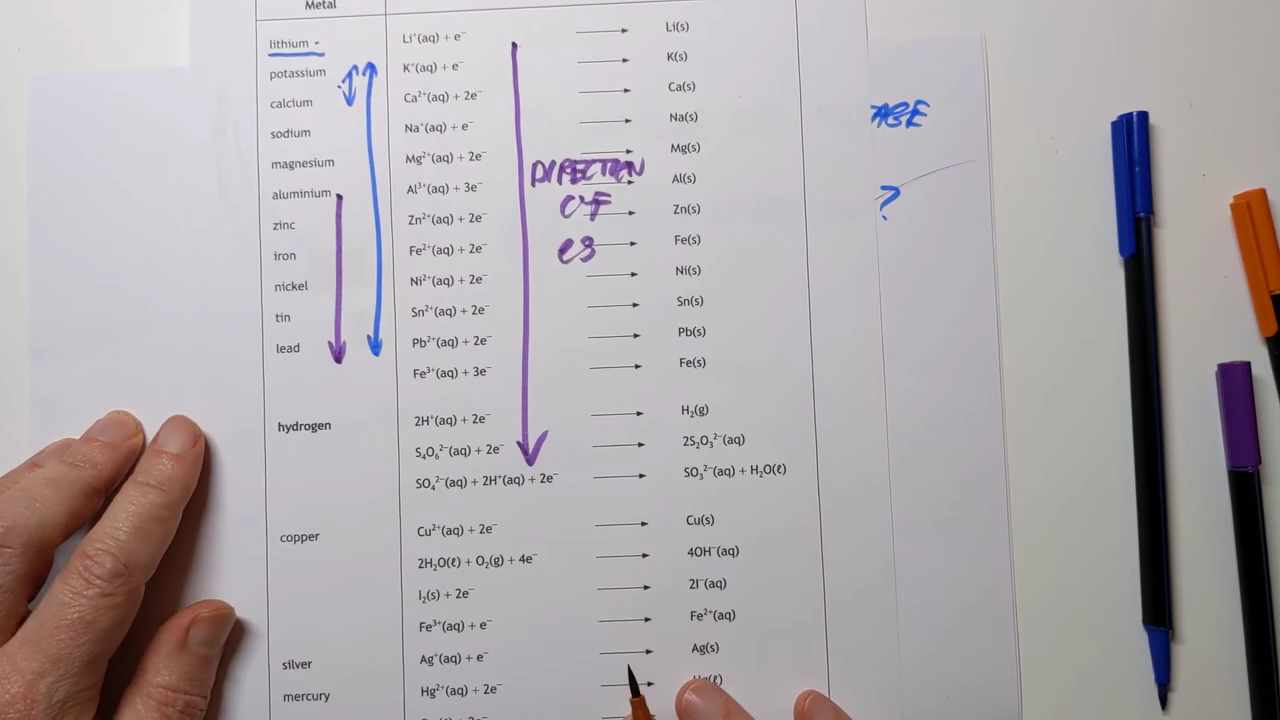 Metal
lithium - Li⁺(aq) + e⁻ ⟶ Li(s)
potassium K⁺(aq) + e⁻ ⟶ K(s)
calcium Ca²⁺(aq) + 2e⁻ ⟶ Ca(s)
sodium Na⁺(aq) + e⁻ ⟶ Na(s)
magnesium Mg²⁺(aq) + 2e⁻ ⟶ Mg(s)
aluminium Al³⁺(aq) + 3e⁻ ⟶ Al(s)
zinc Zn²⁺(aq) + 2e⁻ ⟶ Zn(s)
iron Fe²⁺(aq) + 2e⁻ ⟶ Fe(s)
nickel Ni²⁺(aq) + 2e⁻ ⟶ Ni(s)
tin Sn²⁺(aq) + 2e⁻ ⟶ Sn(s)
lead Pb²⁺(aq) + 2e⁻ ⟶ Pb(s)
Fe³⁺(aq) + 3e⁻ ⟶ Fe(s)
hydrogen 2H⁺(aq) + 2e⁻ ⟶ H₂(g)
S₄O₆²⁻(aq) + 2e⁻ ⟶ 2S₂O₃²⁻(aq)
SO₄²⁻(aq) + 2H⁺(aq) + 2e⁻ ⟶ SO₃²⁻(aq) + H₂O(ℓ)
copper Cu²⁺(aq) + 2e⁻ ⟶ Cu(s)
2H₂O(ℓ) + O₂(g) + 4e⁻ ⟶ 4OH⁻(aq)
I₂(s) + 2e⁻ ⟶ 2I⁻(aq)
Fe³⁺(aq) + e⁻ ⟶ Fe²⁺(aq)
silver Ag⁺(aq) + e⁻ ⟶ Ag(s)
mercury Hg²⁺(aq) + 2e⁻ ⟶ Hg(ℓ)
DIRECTION
OF
es
AGE
?